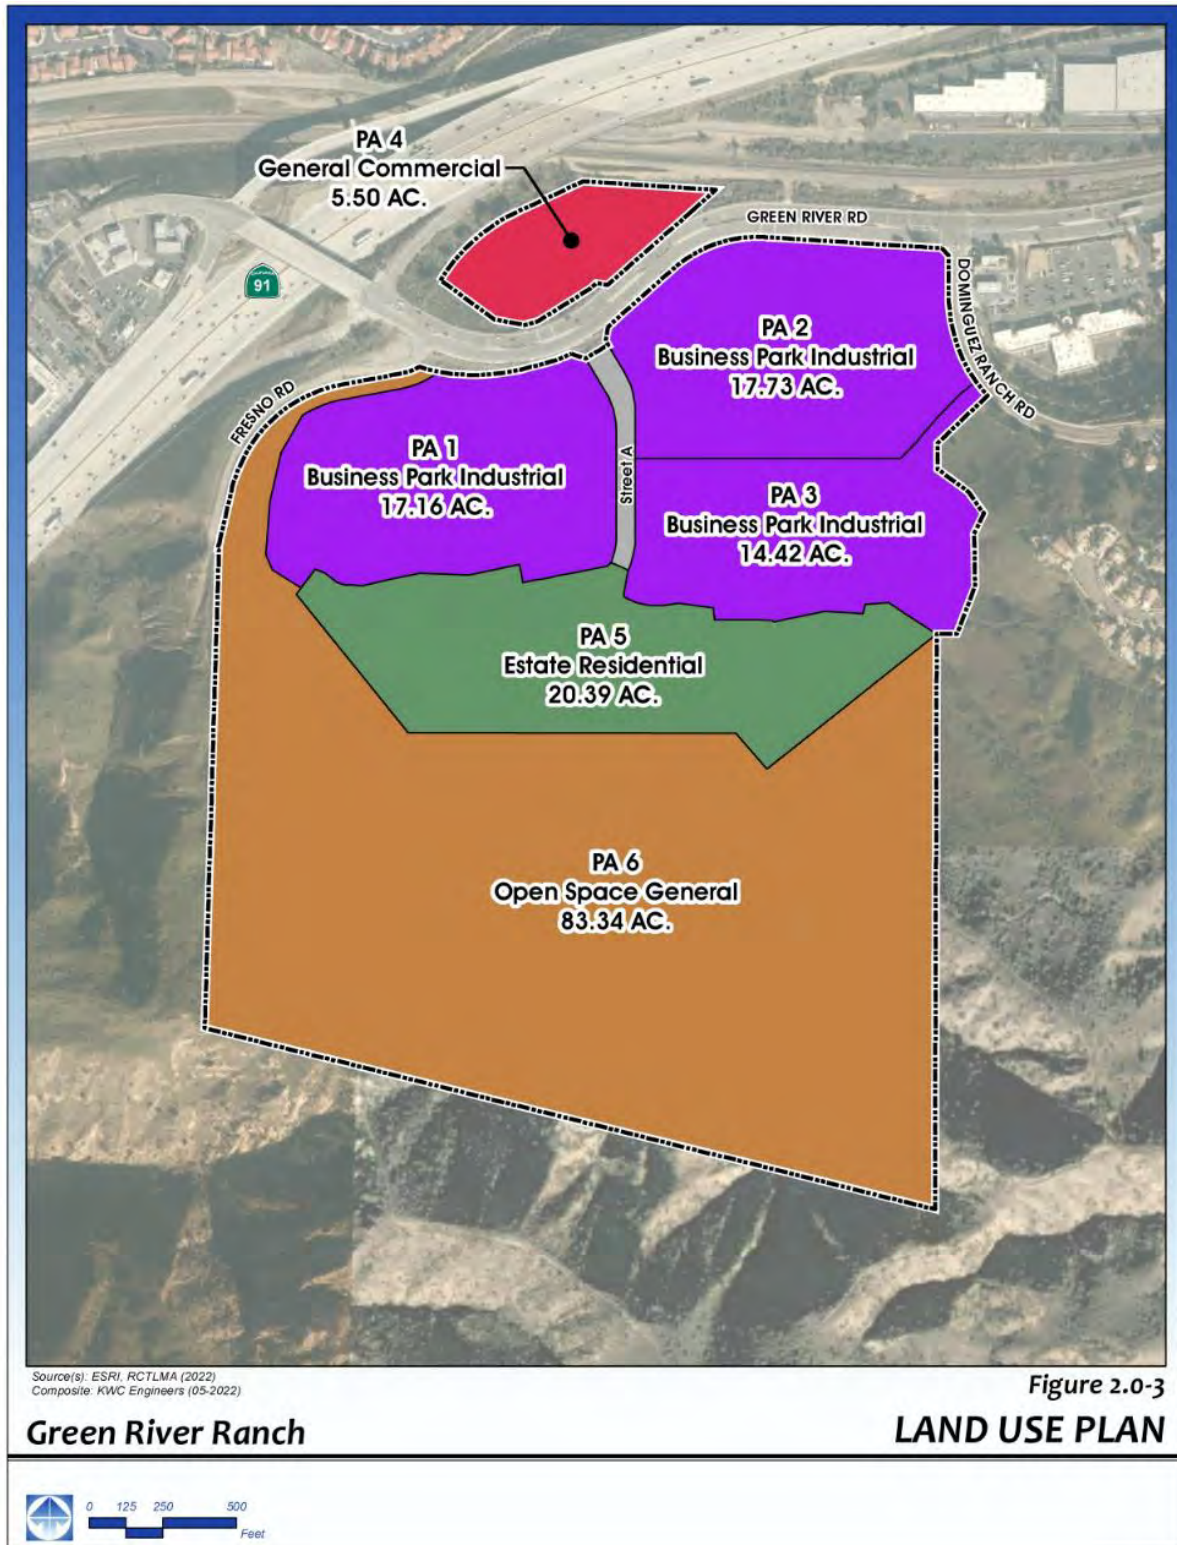 PA 4
General Commercial
5.50 AC.
GREEN RIVER RD
91
DOMINGUEZ RANCH RD
PA 2
Business Park Industrial
17.73 AC.
FRESNO RD
PA 1
Business Park Industrial
17.16 AC.
Street A
PA 3
Business Park Industrial
14.42 AC.
PA 5
Estate Residential
20.39 AC.
PA 6
Open Space General
83.34 AC.
Source(s): ESRI, RCTLMA (2022)
Composite: KWC Engineers (05-2022)
Figure 2.0-3
Green River Ranch
LAND USE PLAN
0 125 250 500
Feet